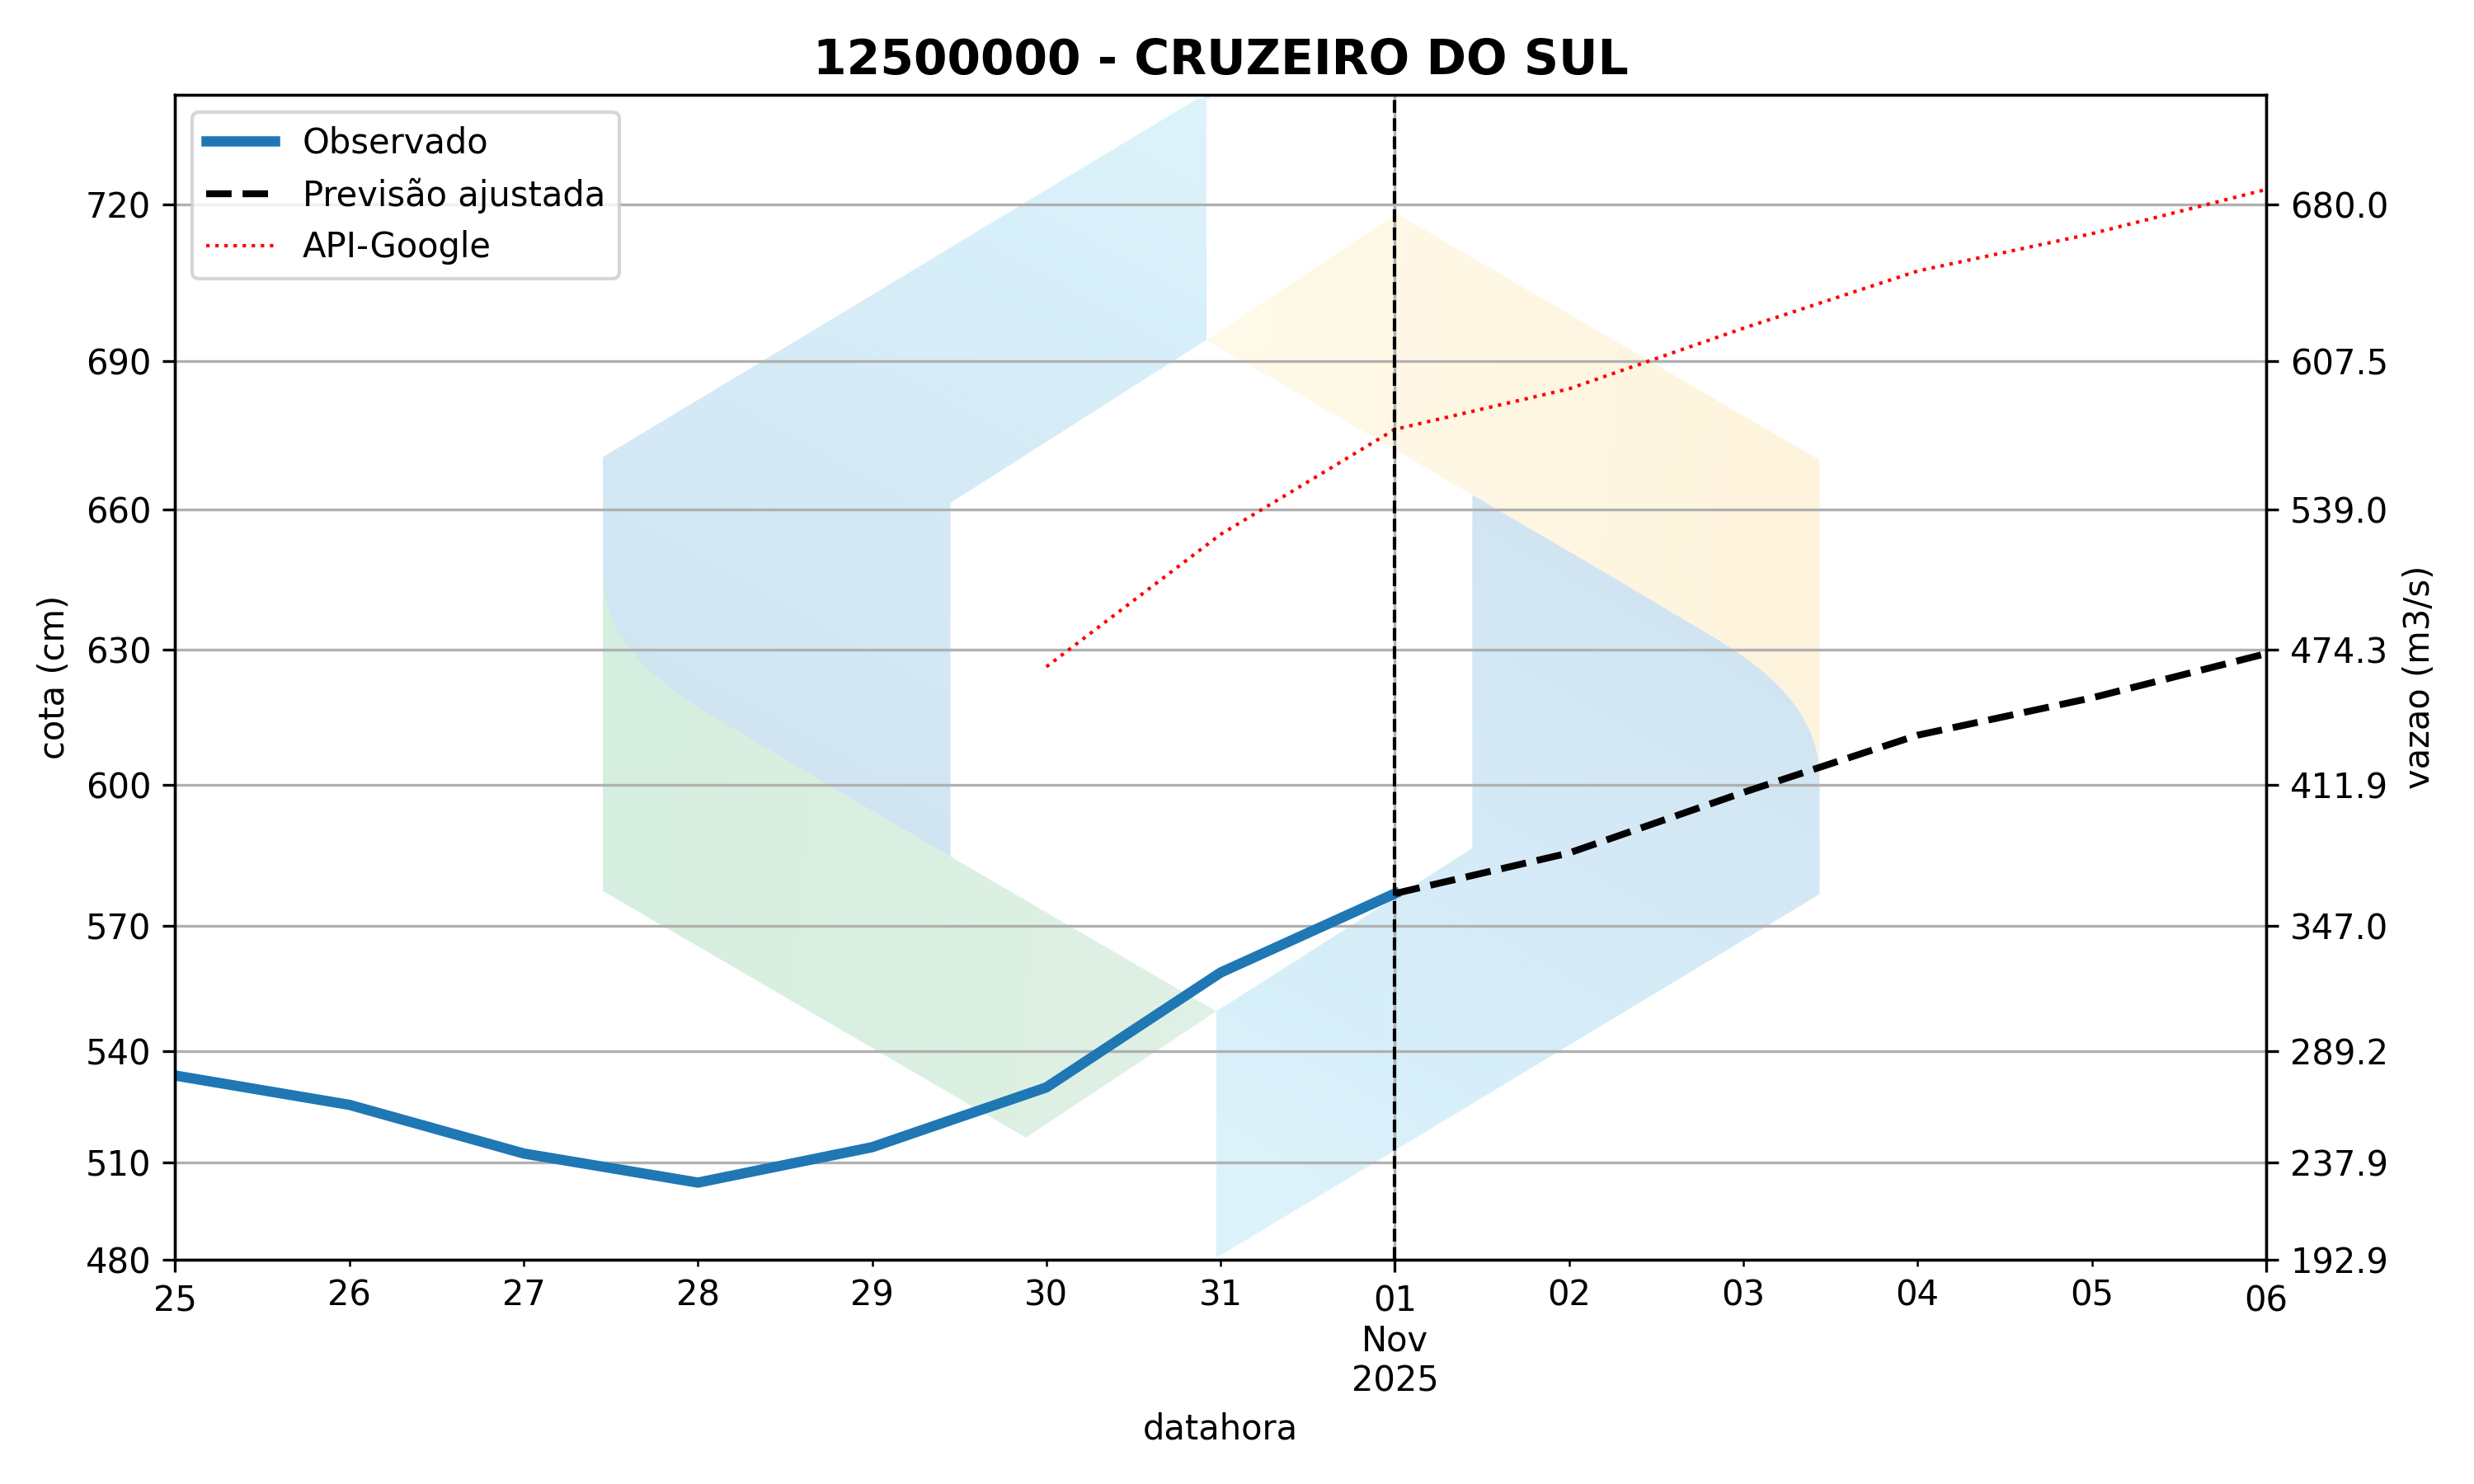 12500000 - CRUZEIRO DO SUL
Observado
Previsão ajustada
API-Google
cota (cm)
720
690
660
630
600
570
540
510
480
680.0
607.5
539.0
474.3
411.9
347.0
289.2
237.9
192.9
vazao (m3/s)
25 26 27 28 29 30 31 01 02 03 04 05 06
Nov
2025
datahora